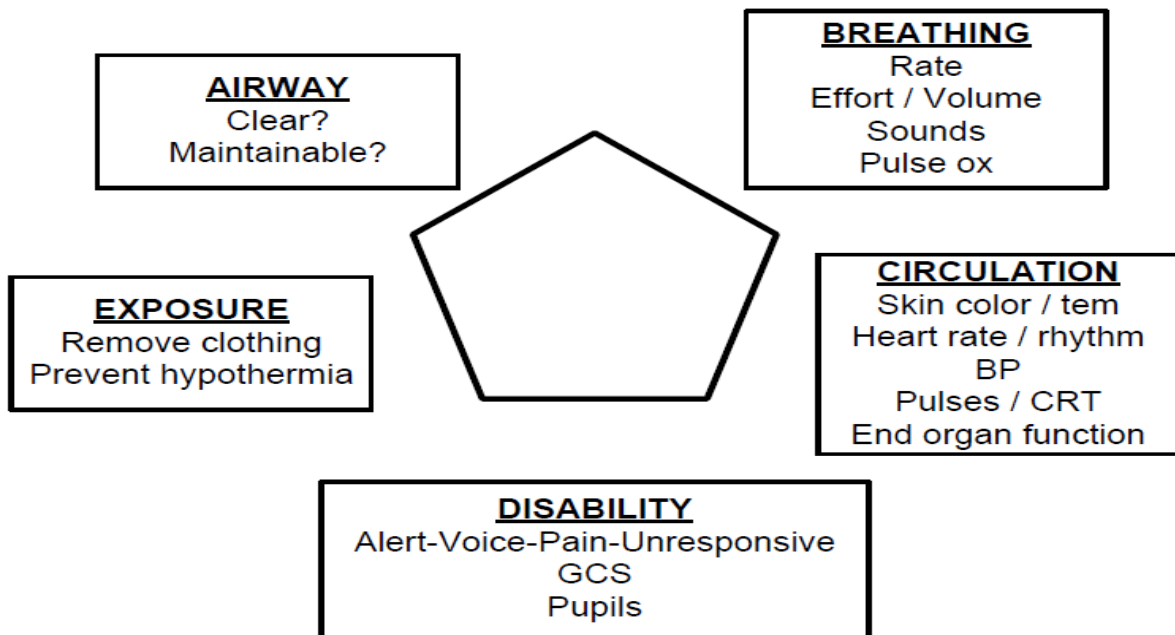 AIRWAY
Clear?
Maintainable?
BREATHING
Rate
Effort / Volume
Sounds
Pulse ox
CIRCULATION
Skin color / tem
Heart rate / rhythm
BP
Pulses / CRT
End organ function
DISABILITY
Alert-Voice-Pain-Unresponsive
GCS
Pupils
EXPOSURE
Remove clothing
Prevent hypothermia